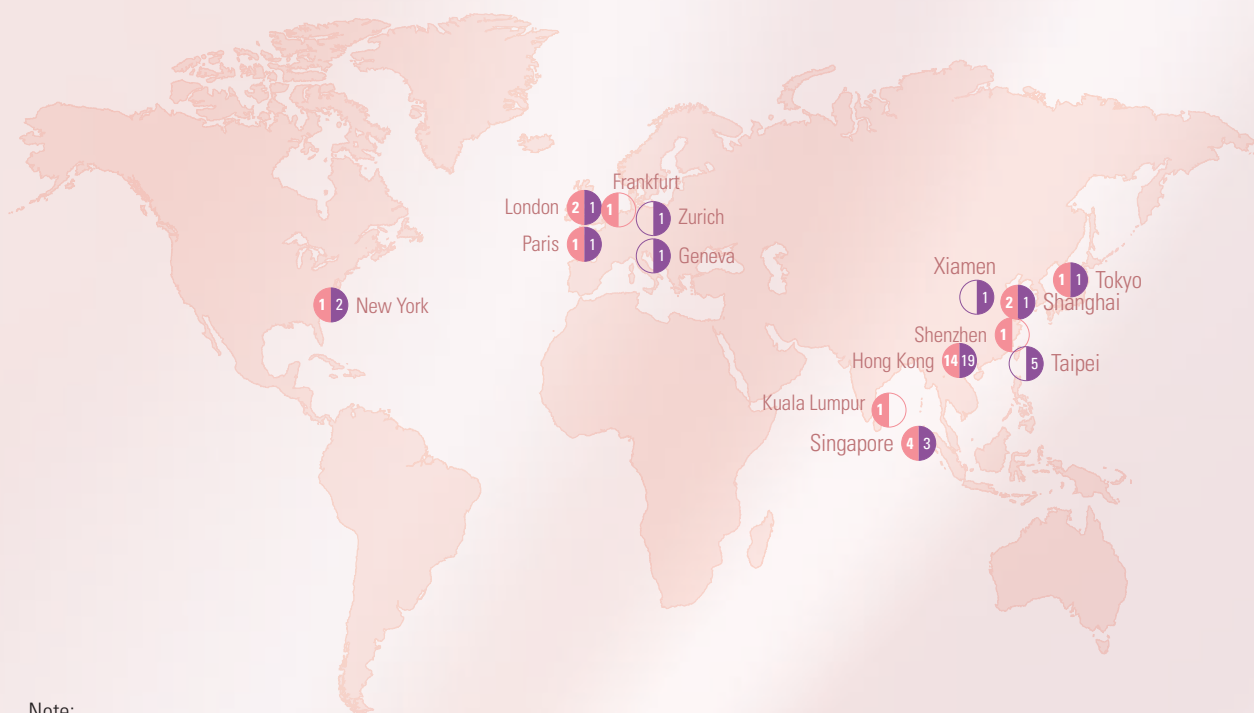 Frankfurt
London 2 1 1
1 Zurich
Paris 1 1
1 Geneva
1 2 New York
Xiamen
1
1 1 Tokyo
2 1 Shanghai
Shenzhen 1
Hong Kong 14 19
5 Taipei
Kuala Lumpur 1
Singapore 4 3
Note: